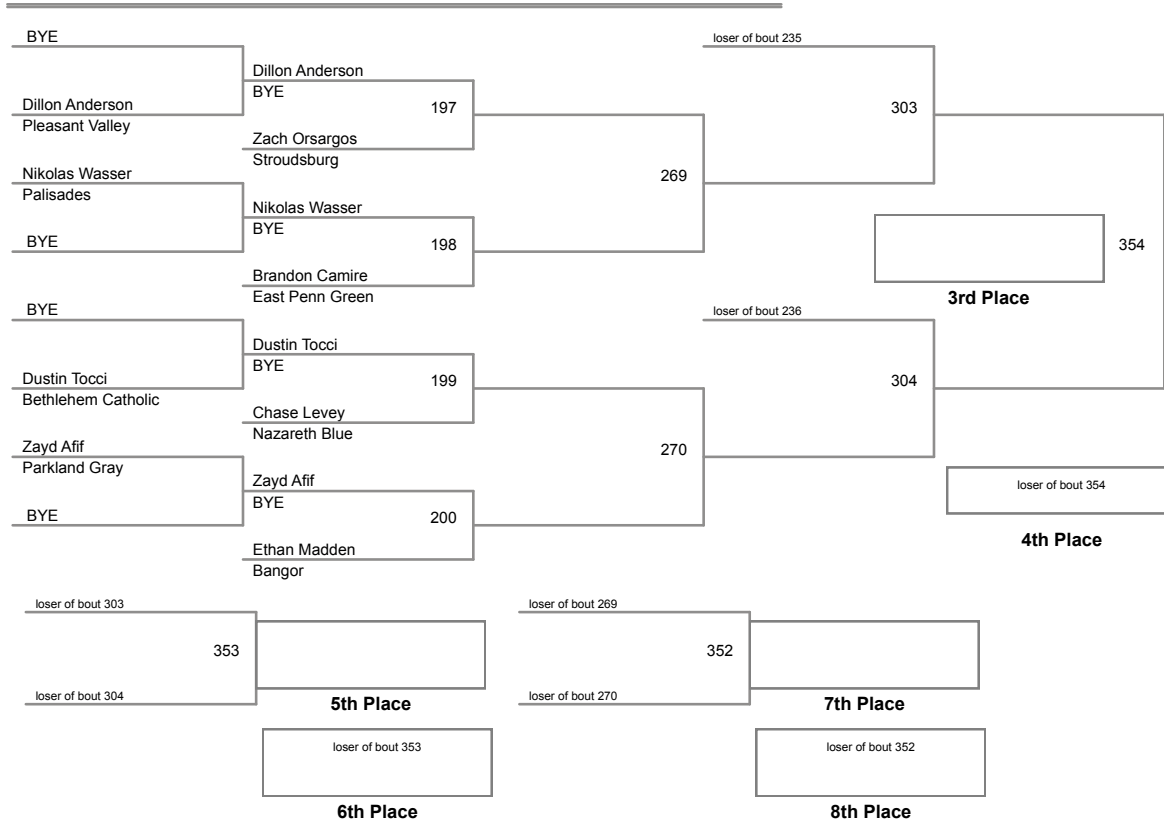 BYE
Dillon Anderson
Pleasant Valley
Nikolas Wasser
Palisades
BYE
BYE
Dustin Tocci
Bethlehem Catholic
Zayd Afif
Parkland Gray
BYE
Dillon Anderson
BYE
197
Zach Orsargos
Stroudsburg
Nikolas Wasser
BYE
198
Brandon Camire
East Penn Green
Dustin Tocci
BYE
199
Chase Levey
Nazareth Blue
Zayd Afif
BYE
200
Ethan Madden
Bangor
269
270
loser of bout 235
303
loser of bout 236
304
354
3rd Place
loser of bout 354
4th Place
loser of bout 303
353
loser of bout 304
5th Place
loser of bout 353
6th Place
loser of bout 269
352
loser of bout 270
7th Place
loser of bout 352
8th Place